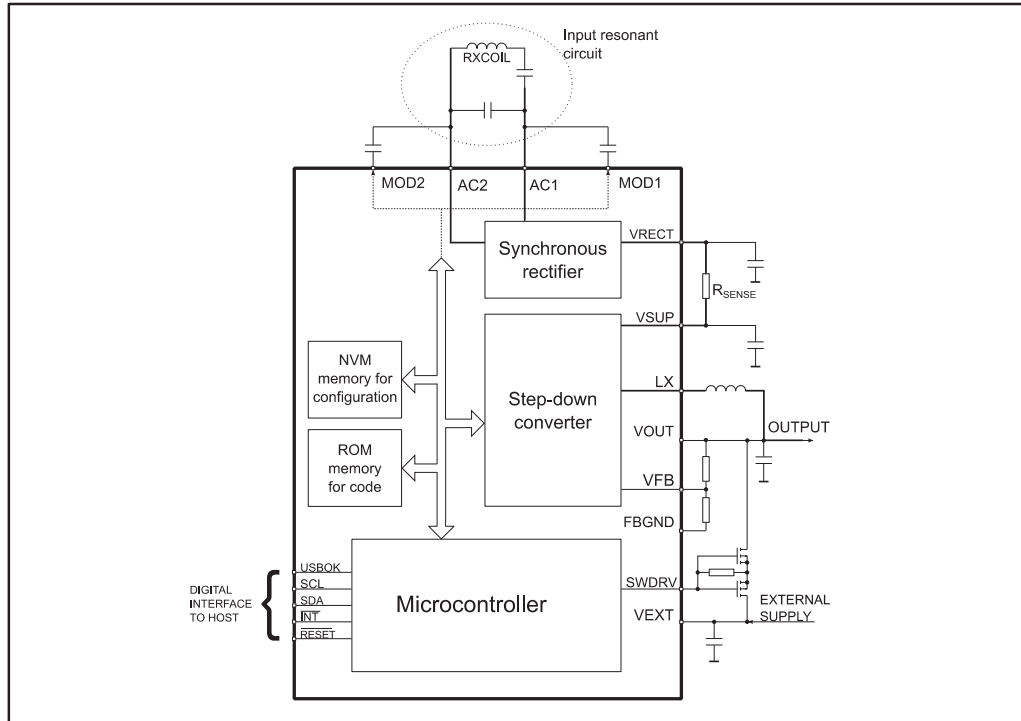 Input resonant
circuit
RXCOIL
MOD2
AC2
AC1
MOD1
Synchronous
rectifier
VRECT
RSENSE
VSUP
NVM
memory for
configuration
Step-down
converter
LX
VOUT
OUTPUT
ROM
memory
for code
VFB
FBGND
DIGITAL
INTERFACE
TO HOST
USBOK
SCL
SDA
INT
RESET
Microcontroller
SWDRV
VEXT
EXTERNAL
SUPPLY